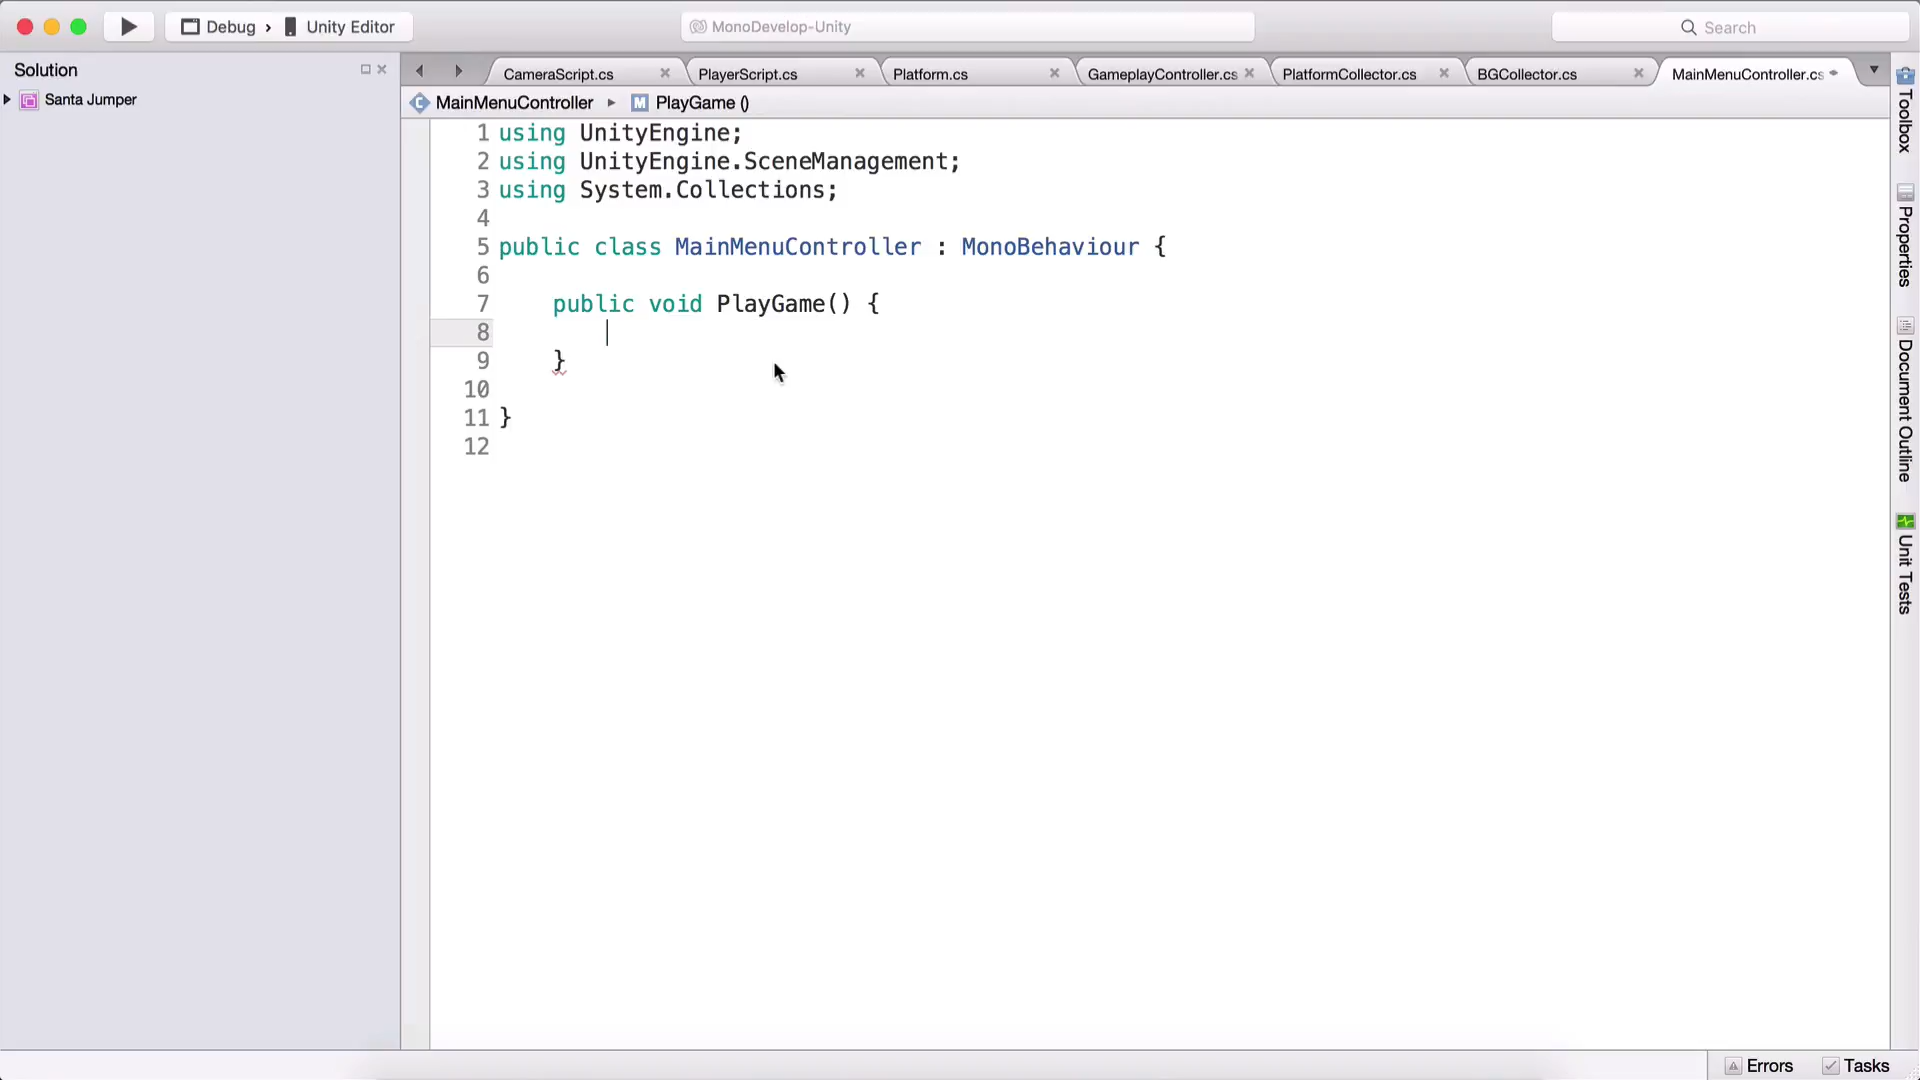 Debug › Unity Editor
MonoDevelop-Unity
Search
Solution
Santa Jumper
CameraScript.cs
PlayerScript.cs
Platform.cs
GameplayController.cs
PlatformCollector.cs
BGCollector.cs
MainMenuController.cs
MainMenuController
M PlayGame ()
1 using UnityEngine;
2 using UnityEngine.SceneManagement;
3 using System.Collections;
4
5 public class MainMenuController : MonoBehaviour {
6
7 public void PlayGame() {
8
9 }
10
11 }
12
Toolbox
Properties
Document Outline
Unit Tests
Errors
Tasks